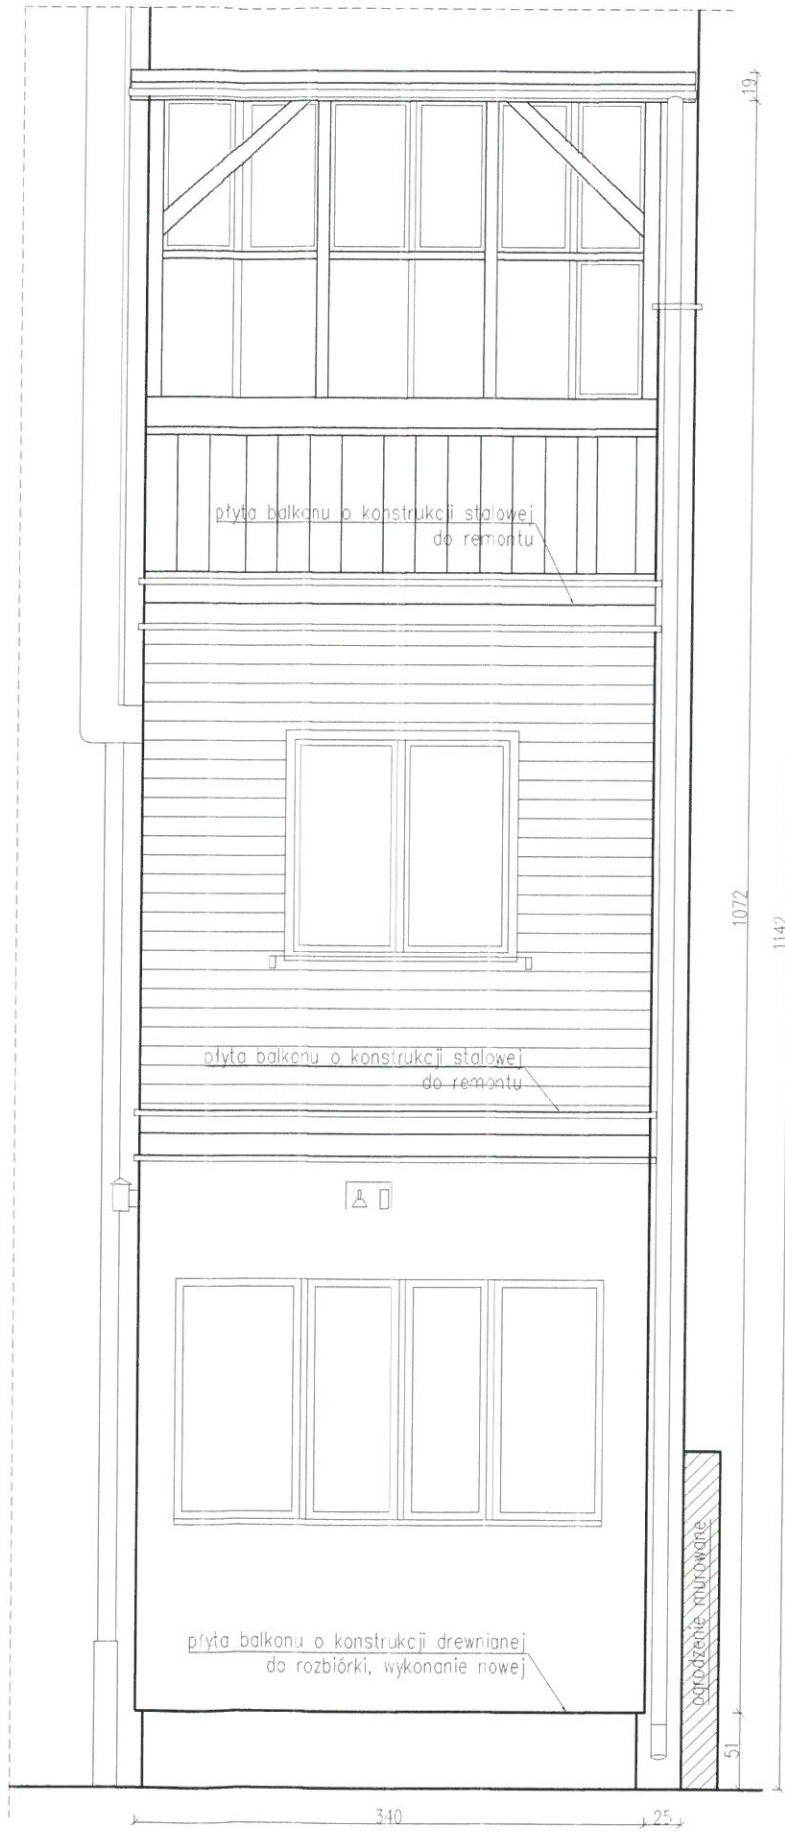 19
płyta balkonu o konstrukcji stalowej
do remontu
1072
1142
płyta balkonu o konstrukcji stalowej
do remontu
ogrodzenie murowane
płyta balkonu o konstrukcji drewnianej
do rozbiórki, wykonanie nowej
51
340
25